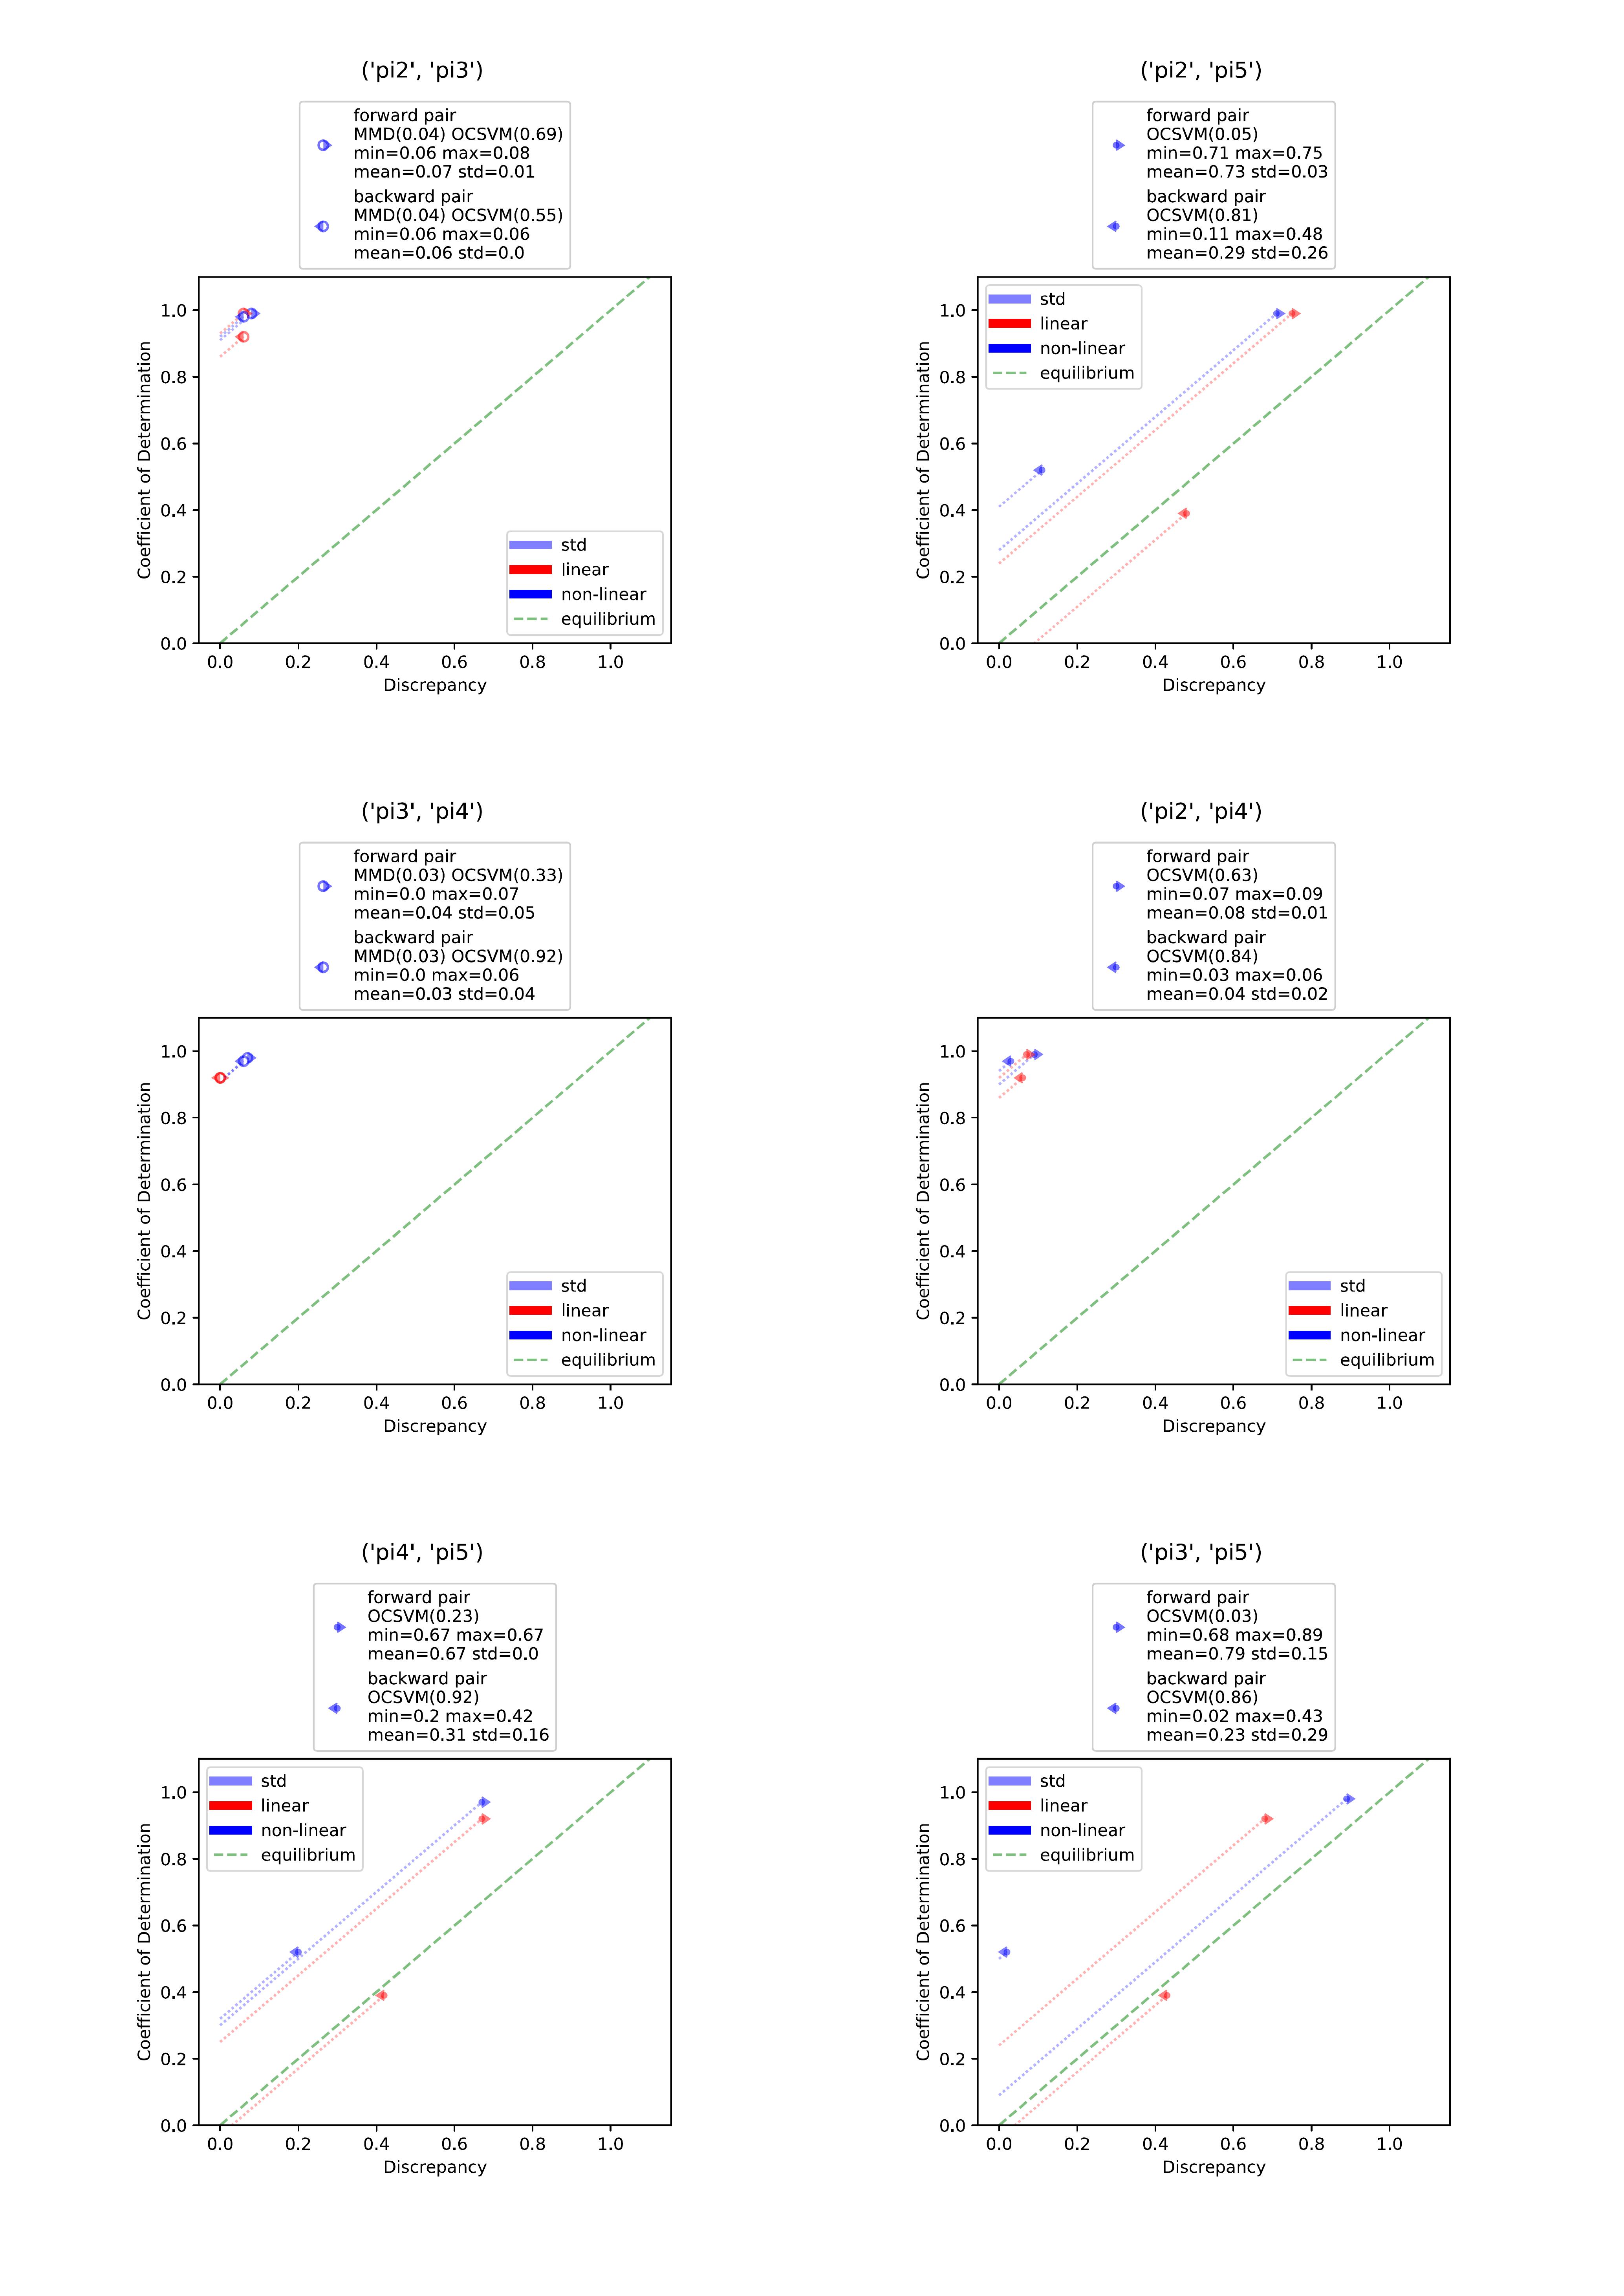 ('pi2', 'pi3')
forward pair
MMD(0.04) OCSVM(0.69)
min=0.06 max=0.08
mean=0.07 std=0.01
backward pair
MMD(0.04) OCSVM(0.55)
min=0.06 max=0.06
mean=0.06 std=0.0
1.0
0.8
0.6
0.4
0.2
0.0
Coefficient of Determination
std
linear
non-linear
equilibrium
0.0 0.2 0.4 0.6 0.8 1.0
Discrepancy
('pi2', 'pi5')
forward pair
OCSVM(0.05)
min=0.71 max=0.75
mean=0.73 std=0.03
backward pair
OCSVM(0.81)
min=0.11 max=0.48
mean=0.29 std=0.26
std
linear
non-linear
equilibrium
1.0
0.8
0.6
0.4
0.2
0.0
Coefficient of Determination
0.0 0.2 0.4 0.6 0.8 1.0
Discrepancy
('pi3', 'pi4')
forward pair
MMD(0.03) OCSVM(0.33)
min=0.0 max=0.07
mean=0.04 std=0.05
backward pair
MMD(0.03) OCSVM(0.92)
min=0.0 max=0.06
mean=0.03 std=0.04
1.0
0.8
0.6
0.4
0.2
0.0
Coefficient of Determination
std
linear
non-linear
equilibrium
0.0 0.2 0.4 0.6 0.8 1.0
Discrepancy
('pi2', 'pi4')
forward pair
OCSVM(0.63)
min=0.07 max=0.09
mean=0.08 std=0.01
backward pair
OCSVM(0.84)
min=0.03 max=0.06
mean=0.04 std=0.02
1.0
0.8
0.6
0.4
0.2
0.0
Coefficient of Determination
std
linear
non-linear
equilibrium
0.0 0.2 0.4 0.6 0.8 1.0
Discrepancy
('pi4', 'pi5')
forward pair
OCSVM(0.23)
min=0.67 max=0.67
mean=0.67 std=0.0
backward pair
OCSVM(0.92)
min=0.2 max=0.42
mean=0.31 std=0.16
std
linear
non-linear
equilibrium
1.0
0.8
0.6
0.4
0.2
0.0
Coefficient of Determination
0.0 0.2 0.4 0.6 0.8 1.0
Discrepancy
('pi3', 'pi5')
forward pair
OCSVM(0.03)
min=0.68 max=0.89
mean=0.79 std=0.15
backward pair
OCSVM(0.86)
min=0.02 max=0.43
mean=0.23 std=0.29
std
linear
non-linear
equilibrium
1.0
0.8
0.6
0.4
0.2
0.0
Coefficient of Determination
0.0 0.2 0.4 0.6 0.8 1.0
Discrepancy